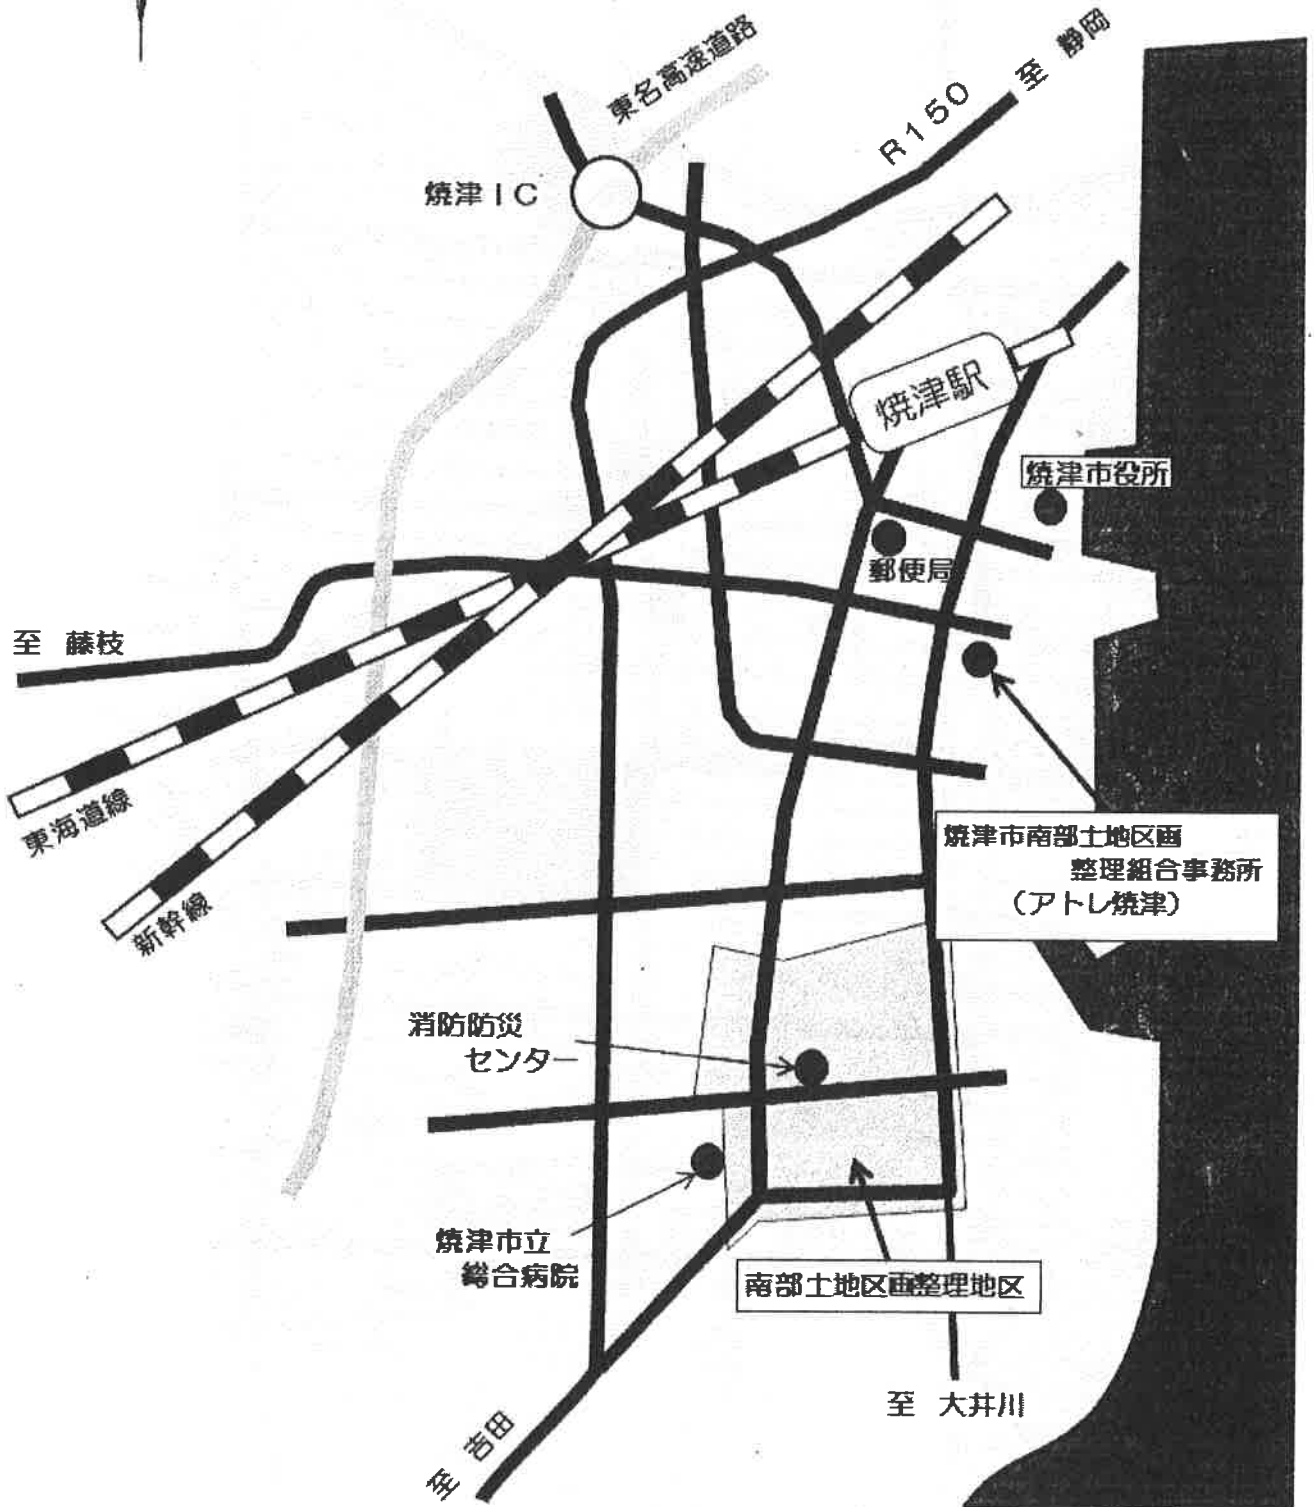 東名高速道路
至 静岡
R150
焼津IC
焼津駅
焼津市役所
郵便局
至 藤枝
東海道線
新幹線
焼津市南部土地区画
整理組合事務所
(アトレ焼津)
消防防災
センター
焼津市立
総合病院
南部土地区画整理地区
至 大井川
至 吉田